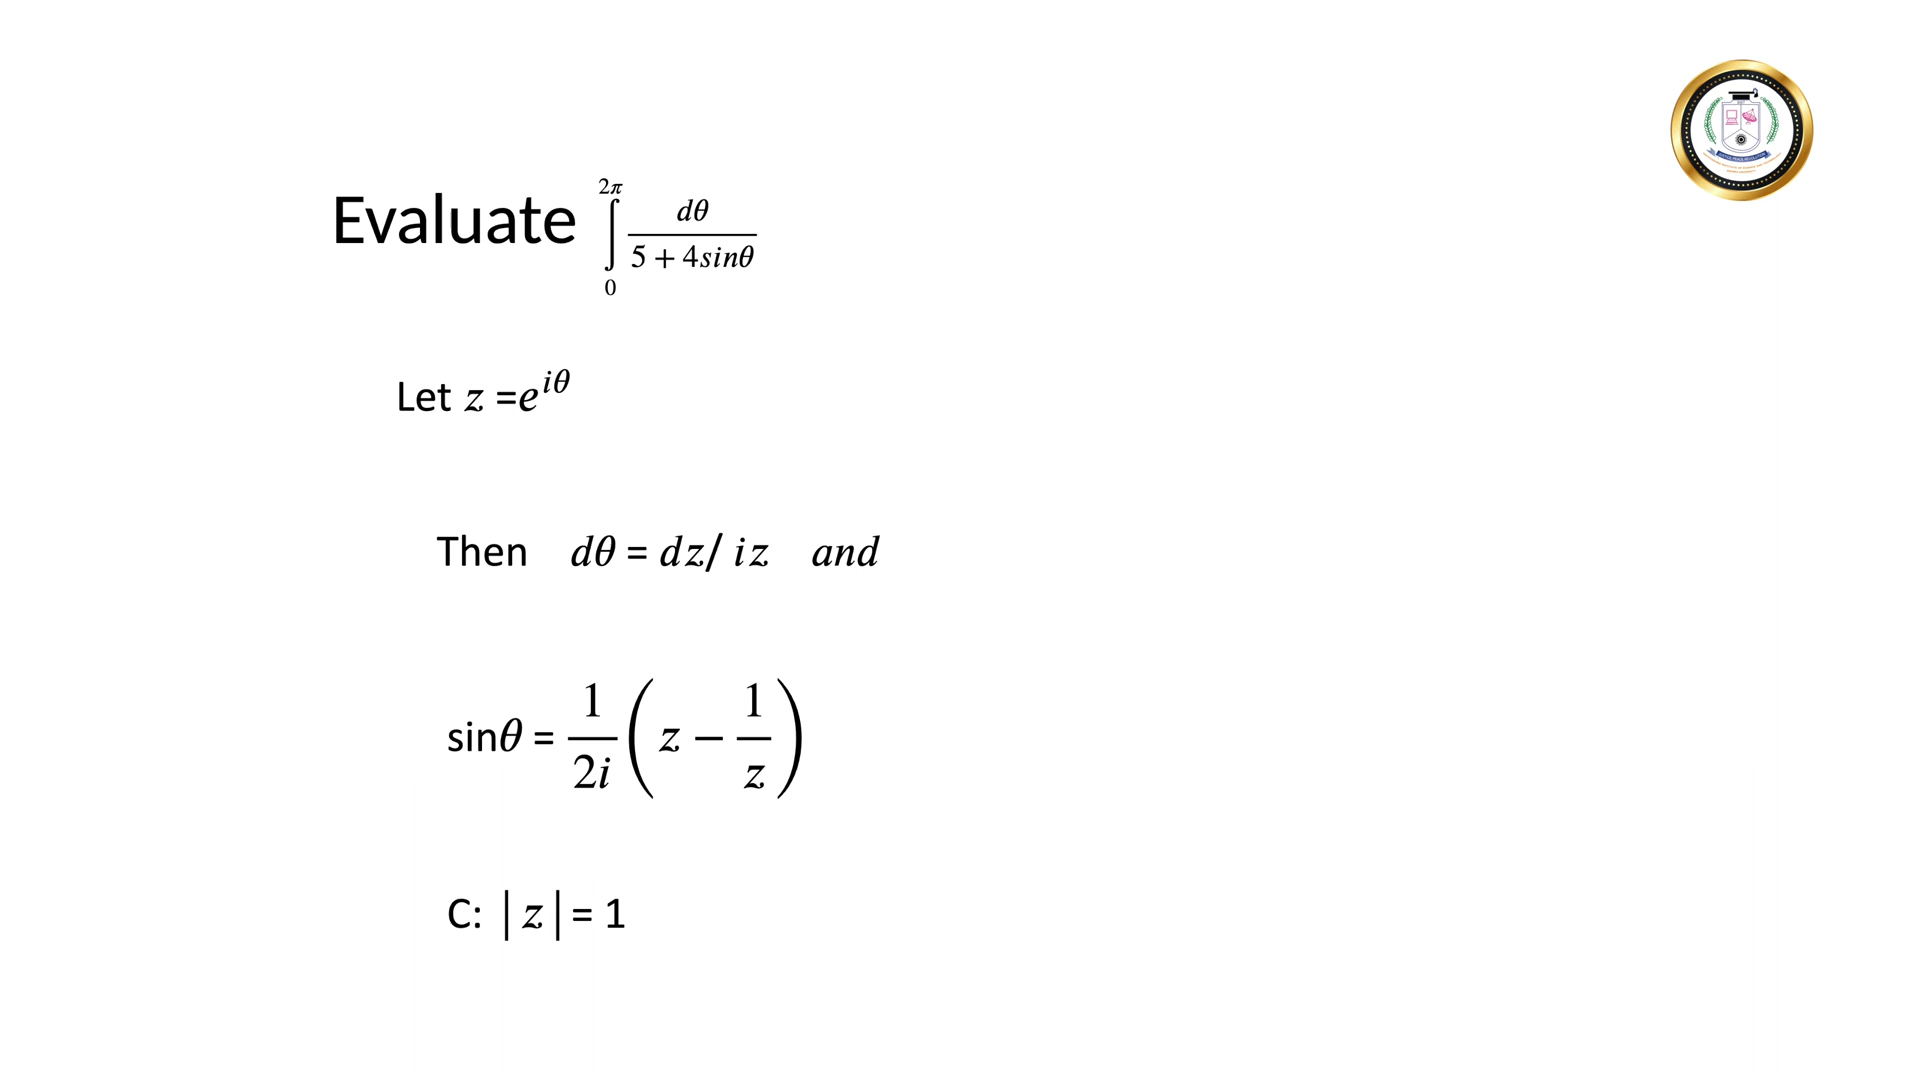 Evaluate ∫₀^{2π} dθ / (5 + 4sinθ)
Let z =e^{iθ}
Then dθ = dz/ iz and
sinθ = 1/2i (z − 1/z)
C: |z| = 1